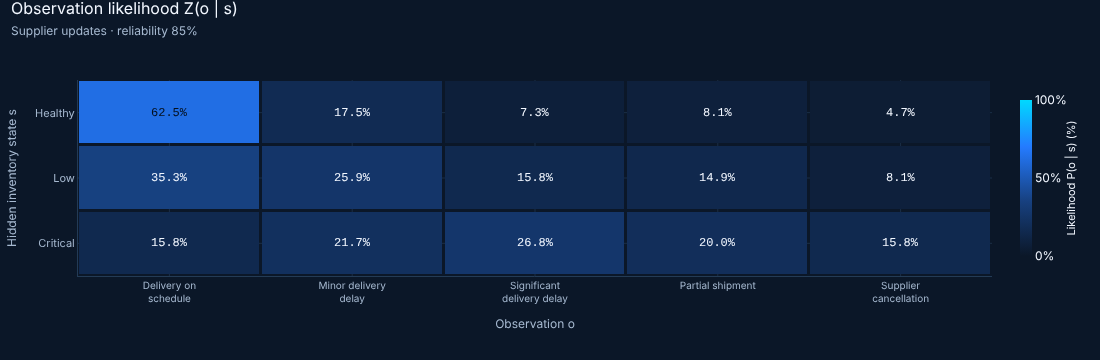 Observation likelihood Z(o | s)
Supplier updates · reliability 85%
Hidden inventory state s
Healthy 62.5% 17.5% 7.3% 8.1% 4.7%
Low 35.3% 25.9% 15.8% 14.9% 8.1%
Critical 15.8% 21.7% 26.8% 20.0% 15.8%
Delivery on
schedule
Minor delivery
delay
Significant
delivery delay
Partial shipment
Supplier
cancellation
Observation o
100%
50%
0%
Likelihood P(o | s) (%)